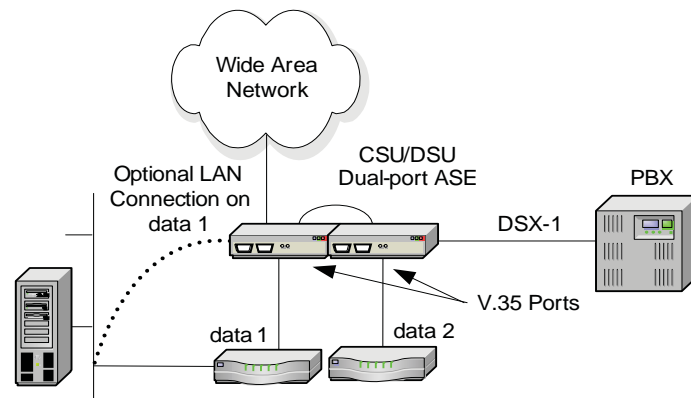 Wide Area
Network
Optional LAN
Connection on
data 1
CSU/DSU
Dual-port ASE
PBX
DSX-1
V.35 Ports
data 1
data 2